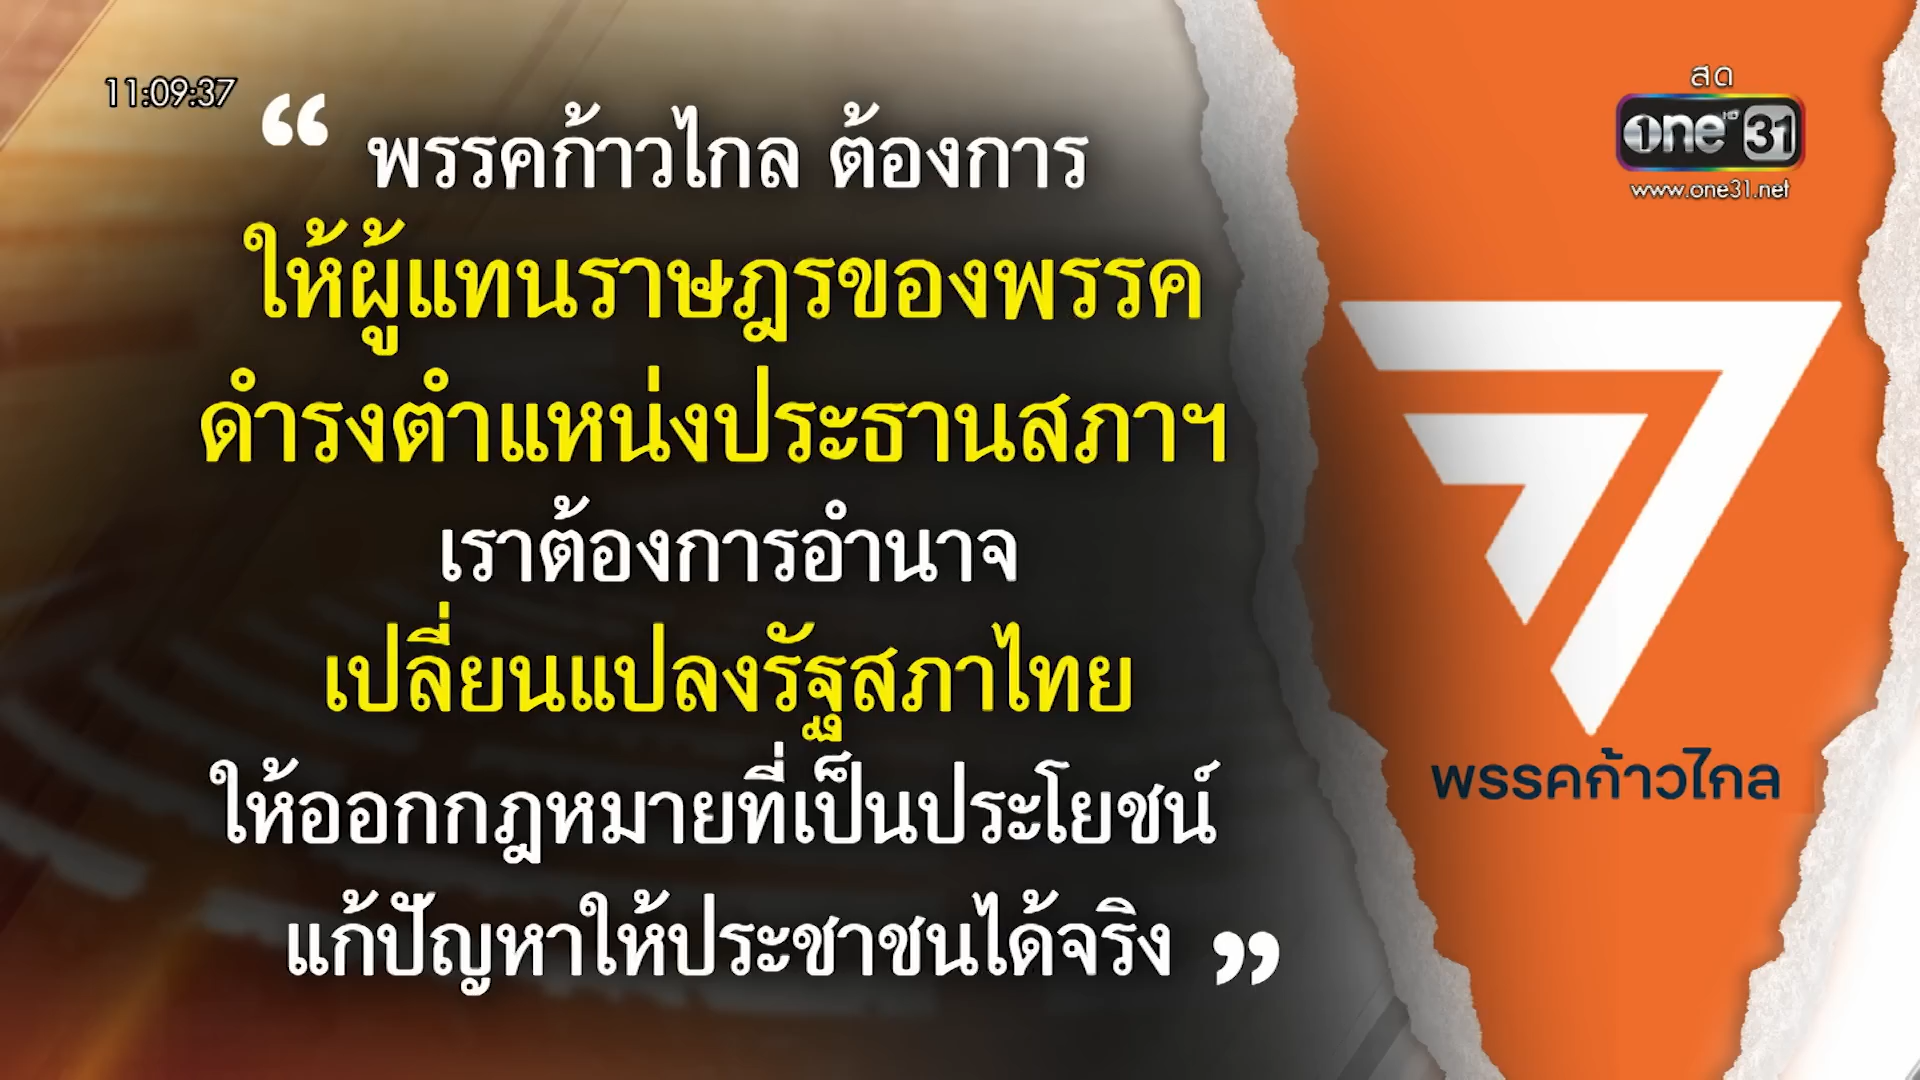 11:09:37
สด
one HD 31
www.one31.net
“ พรรคก้าวไกล ต้องการ
ให้ผู้แทนราษฎรของพรรค
ดำรงตำแหน่งประธานสภาฯ
เราต้องการอำนาจ
เปลี่ยนแปลงรัฐสภาไทย
ให้ออกกฎหมายที่เป็นประโยชน์
แก้ปัญหาให้ประชาชนได้จริง ”
พรรคก้าวไกล